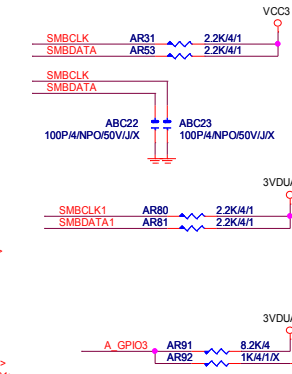 VCC3
SMBCLK AR31 2.2K/4/1
SMBDATA AR53 2.2K/4/1
SMBCLK
SMBDATA
ABC22 ABC23
100P/4/NPO/50V/J/X 100P/4/NPO/50V/J/X
SMBCLK1 AR80 2.2K/4/1
SMBDATA1 AR81 2.2K/4/1
A_GPIO3 AR91 8.2K/4
AR92 1K/4/1/X